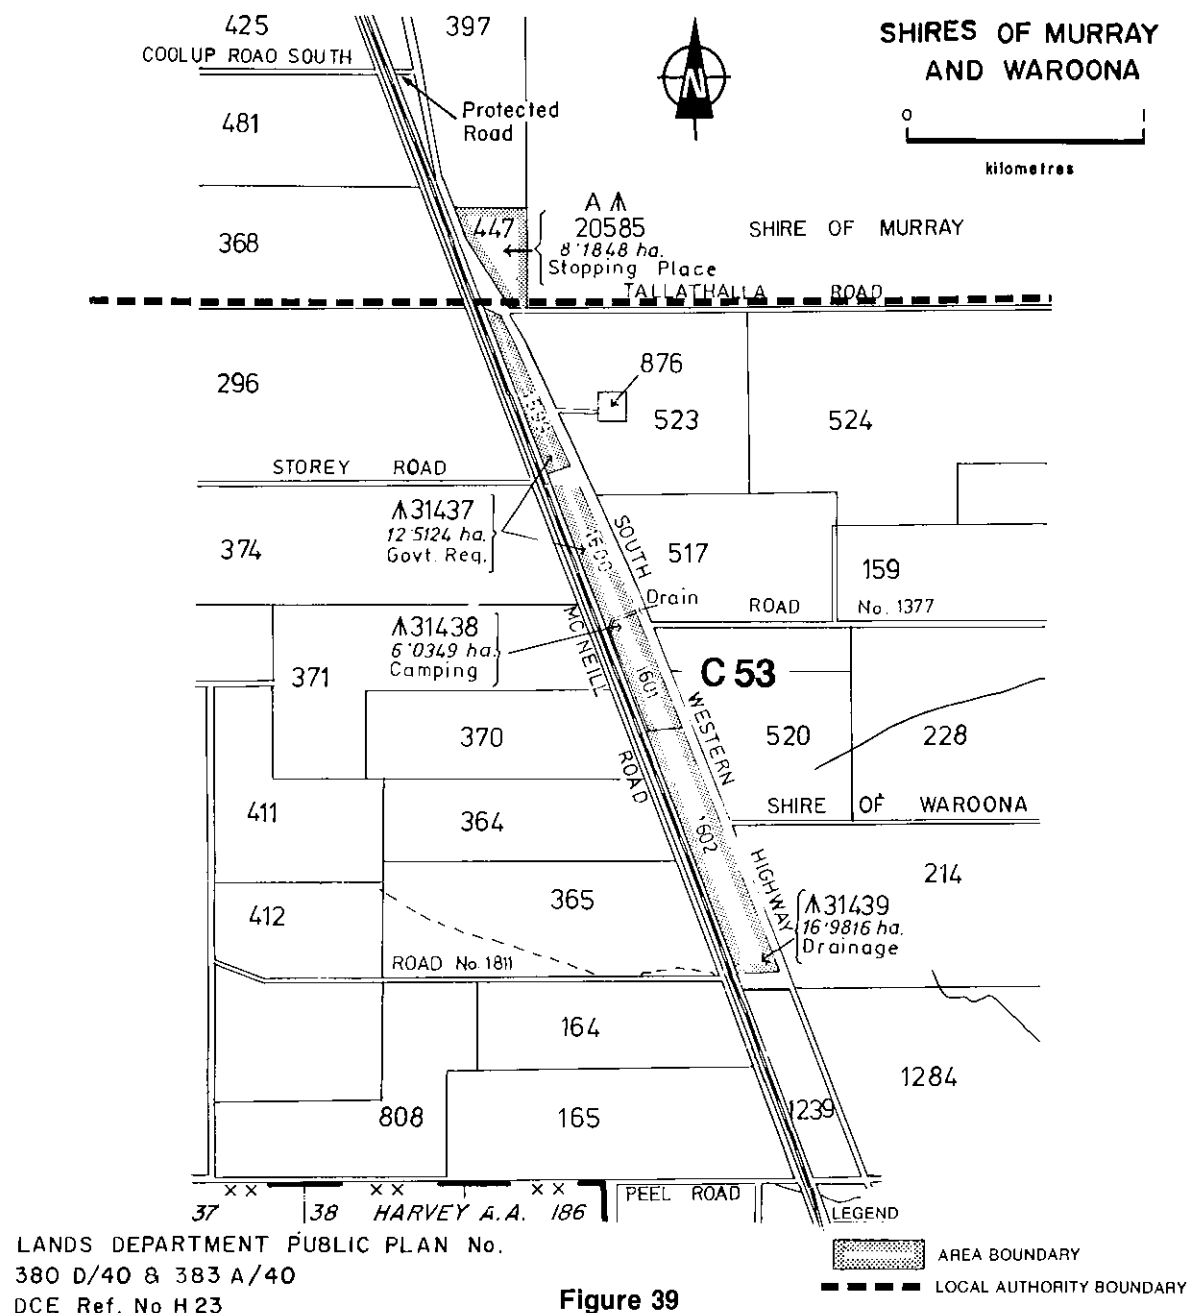 SHIRES OF MURRAY
AND WAROONA
0 1
kilometres
N
425
397
COOLUP ROAD SOUTH
Protected
Road
481
368
447
A
20585
8·1848 ha.
Stopping Place
SHIRE OF MURRAY
TALLATHALLA ROAD
296
876
523
524
STOREY ROAD
31437
12·5124 ha.
Govt. Req.
374
1600
SOUTH
517
159
Drain
ROAD No. 1377
31438
6·0349 ha.
Camping
MC NEILL
ROAD
371
1601
C 53
WESTERN
370
520
228
411
364
1602
SHIRE OF WAROONA
HIGHWAY
214
412
365
31439
16·9816 ha.
Drainage
ROAD No. 1811
164
1284
808
165
1239
X X X X X X
PEEL ROAD
37 38 HARVEY A.A. 186
LEGEND
LANDS DEPARTMENT PUBLIC PLAN No.
380 D/40 & 383 A/40
DCE Ref. No H 23
Figure 39
AREA BOUNDARY
LOCAL AUTHORITY BOUNDARY